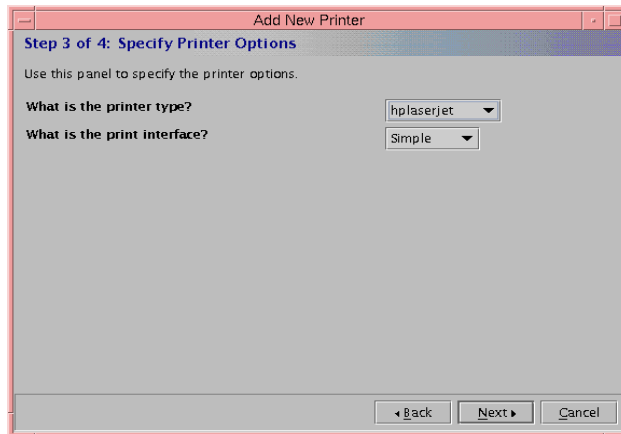 Add New Printer
Step 3 of 4: Specify Printer Options
Use this panel to specify the printer options.
What is the printer type? hplaserjet
What is the print interface? Simple
Back Next Cancel